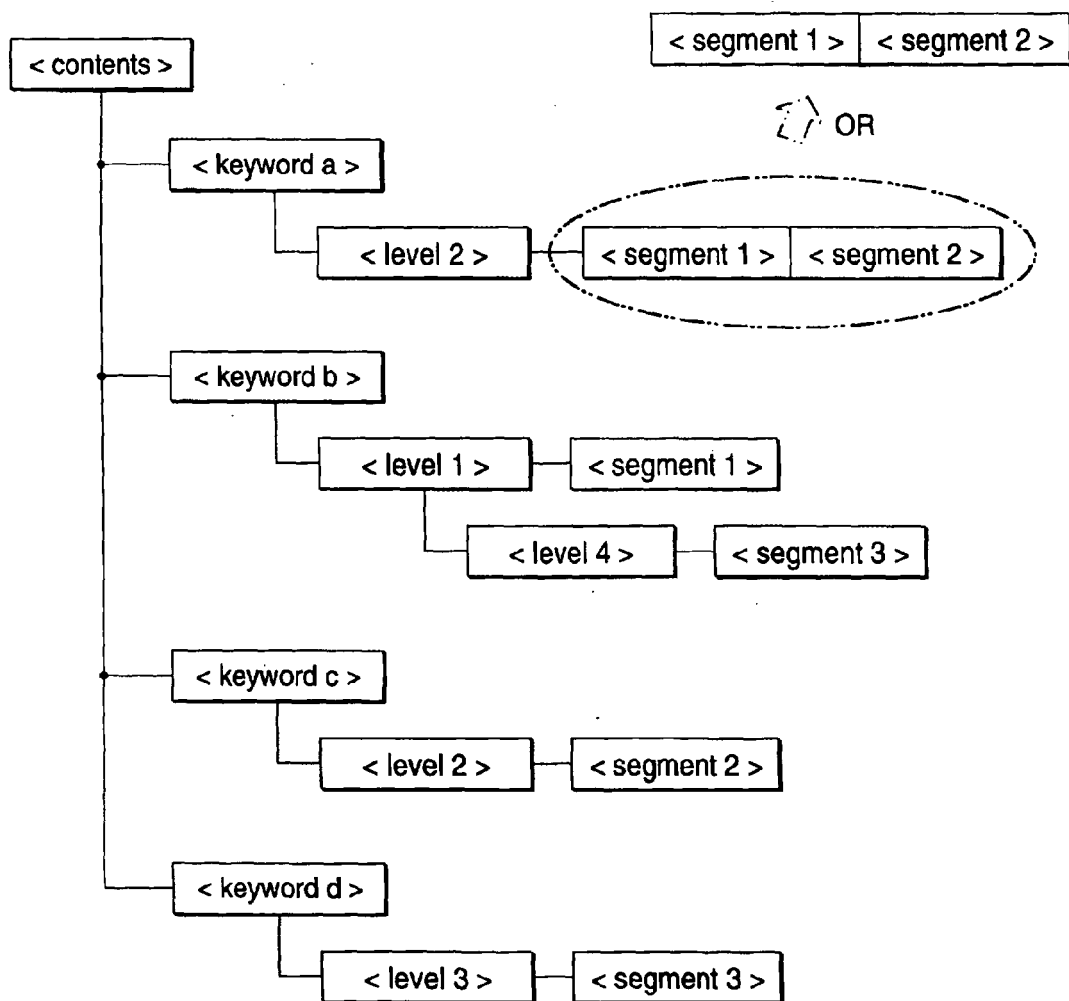 < segment 1 > < segment 2 >
< contents >
OR
< keyword a >
< level 2 > < segment 1 > < segment 2 >
< keyword b >
< level 1 > < segment 1 >
< level 4 > < segment 3 >
< keyword c >
< level 2 > < segment 2 >
< keyword d >
< level 3 > < segment 3 >